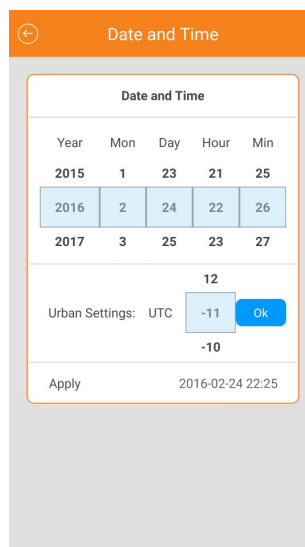 Date and Time
Date and Time
Year Mon Day Hour Min
2015 1 23 21 25
2016 2 24 22 26
2017 3 25 23 27
12
Urban Settings: UTC -11 Ok
-10
Apply 2016-02-24 22:25